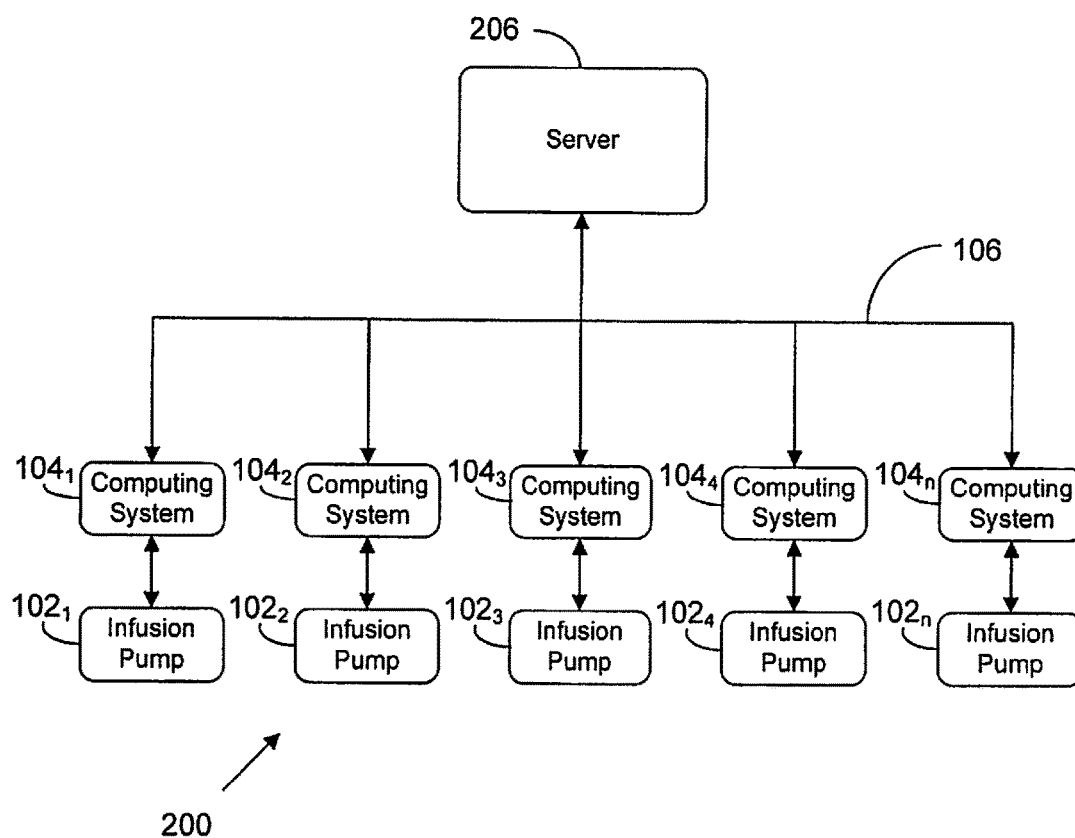 206
Server
106
104₁
Computing
System
104₂
Computing
System
104₃
Computing
System
104₄
Computing
System
104ₙ
Computing
System
102₁
Infusion
Pump
102₂
Infusion
Pump
102₃
Infusion
Pump
102₄
Infusion
Pump
102ₙ
Infusion
Pump
200